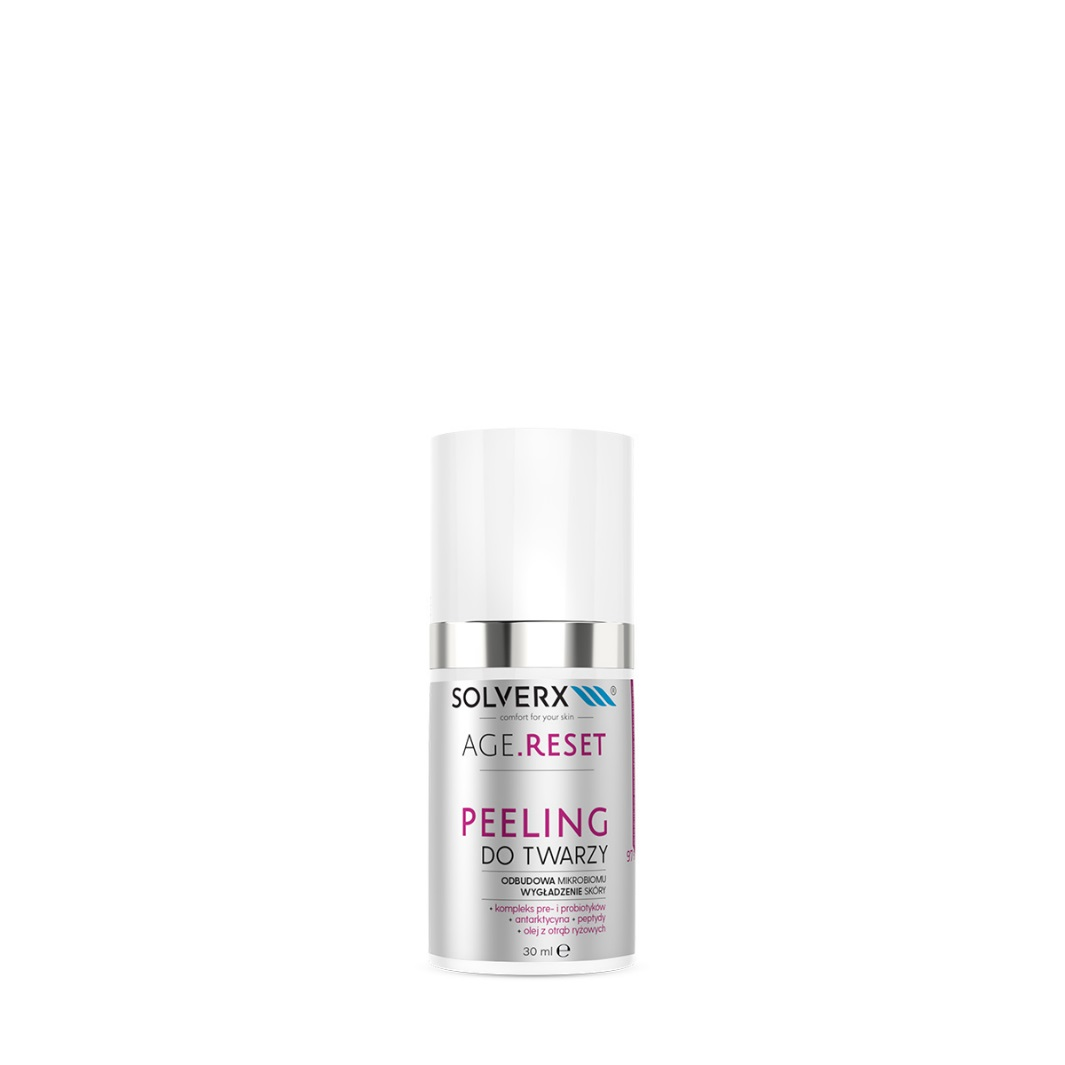 SOLVERX®
comfort for your skin
AGE.RESET
PEELING
DO TWARZY
ODBUDOWA MIKROBIOMU
WYGŁADZENIE SKÓRY
• kompleks pre- i probiotyków
• antarktycyna • peptydy
• olej z otrąb ryżowych
30 ml ℮